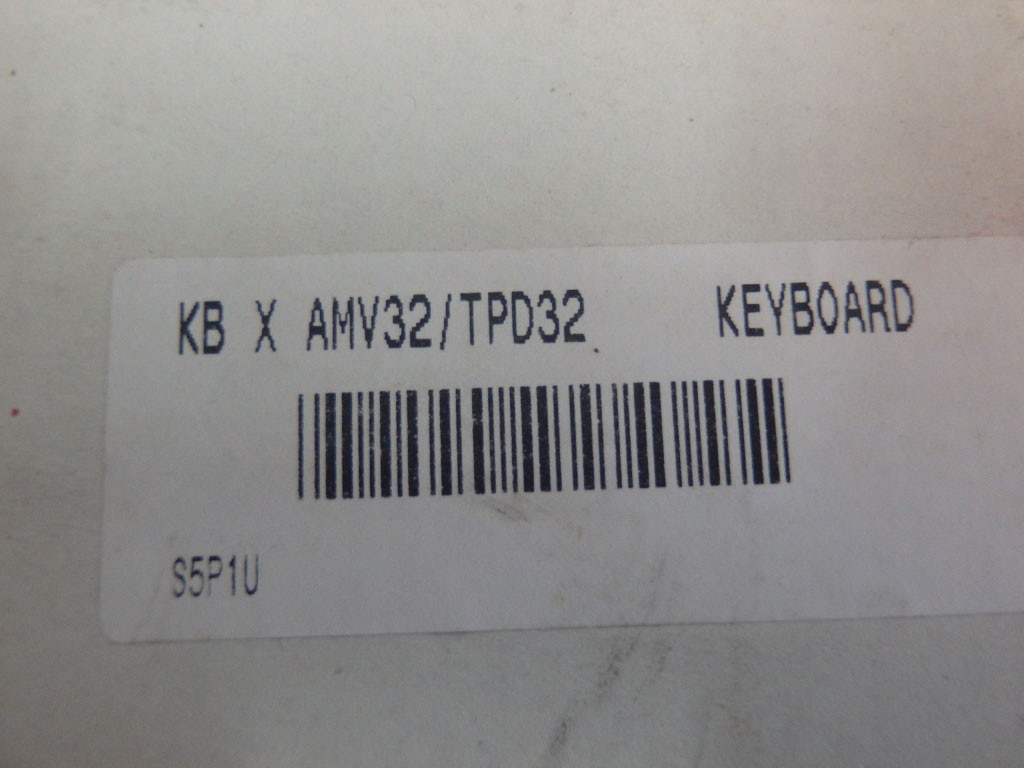 KB X AMV32/TPD32 KEYBOARD
S5P1U